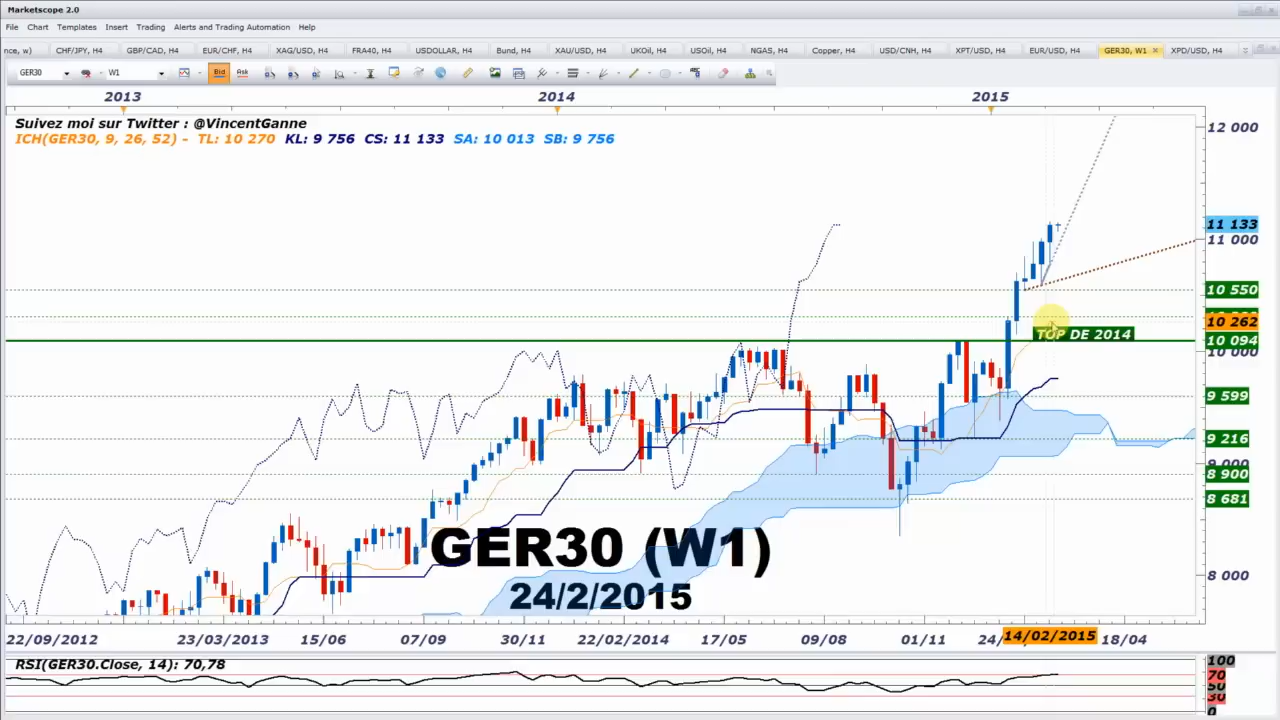 Marketscope 2.0
File Chart Templates Insert Trading Alerts and Trading Automation Help
nce, w) CHF/JPY, H4 GBP/CAD, H4 EUR/CHF, H4 XAG/USD, H4 FRA40, H4 USDOLLAR, H4 Bund, H4 XAU/USD, H4 UKOil, H4 USOil, H4 NGAS, H4 Copper, H4 USD/CNH, H4 XPT/USD, H4 EUR/USD, H4 GER30, W1 XPD/USD, H4
GER30 W1 Bid Ask
2013 2014 2015
Suivez moi sur Twitter : @VincentGanne
ICH(GER30, 9, 26, 52) - TL: 10 270 KL: 9 756 CS: 11 133 SA: 10 013 SB: 9 756
12 000
11 133
11 000
10 550
10 262
TOP DE 2014
10 094
10 000
9 599
9 216
9 000
8 900
8 681
GER30 (W1)
8 000
24/2/2015
22/09/2012 23/03/2013 15/06 07/09 30/11 22/02/2014 17/05 09/08 01/11 24/ 14/02/2015 18/04
RSI(GER30.Close, 14): 70,78
100
70
50
30
0